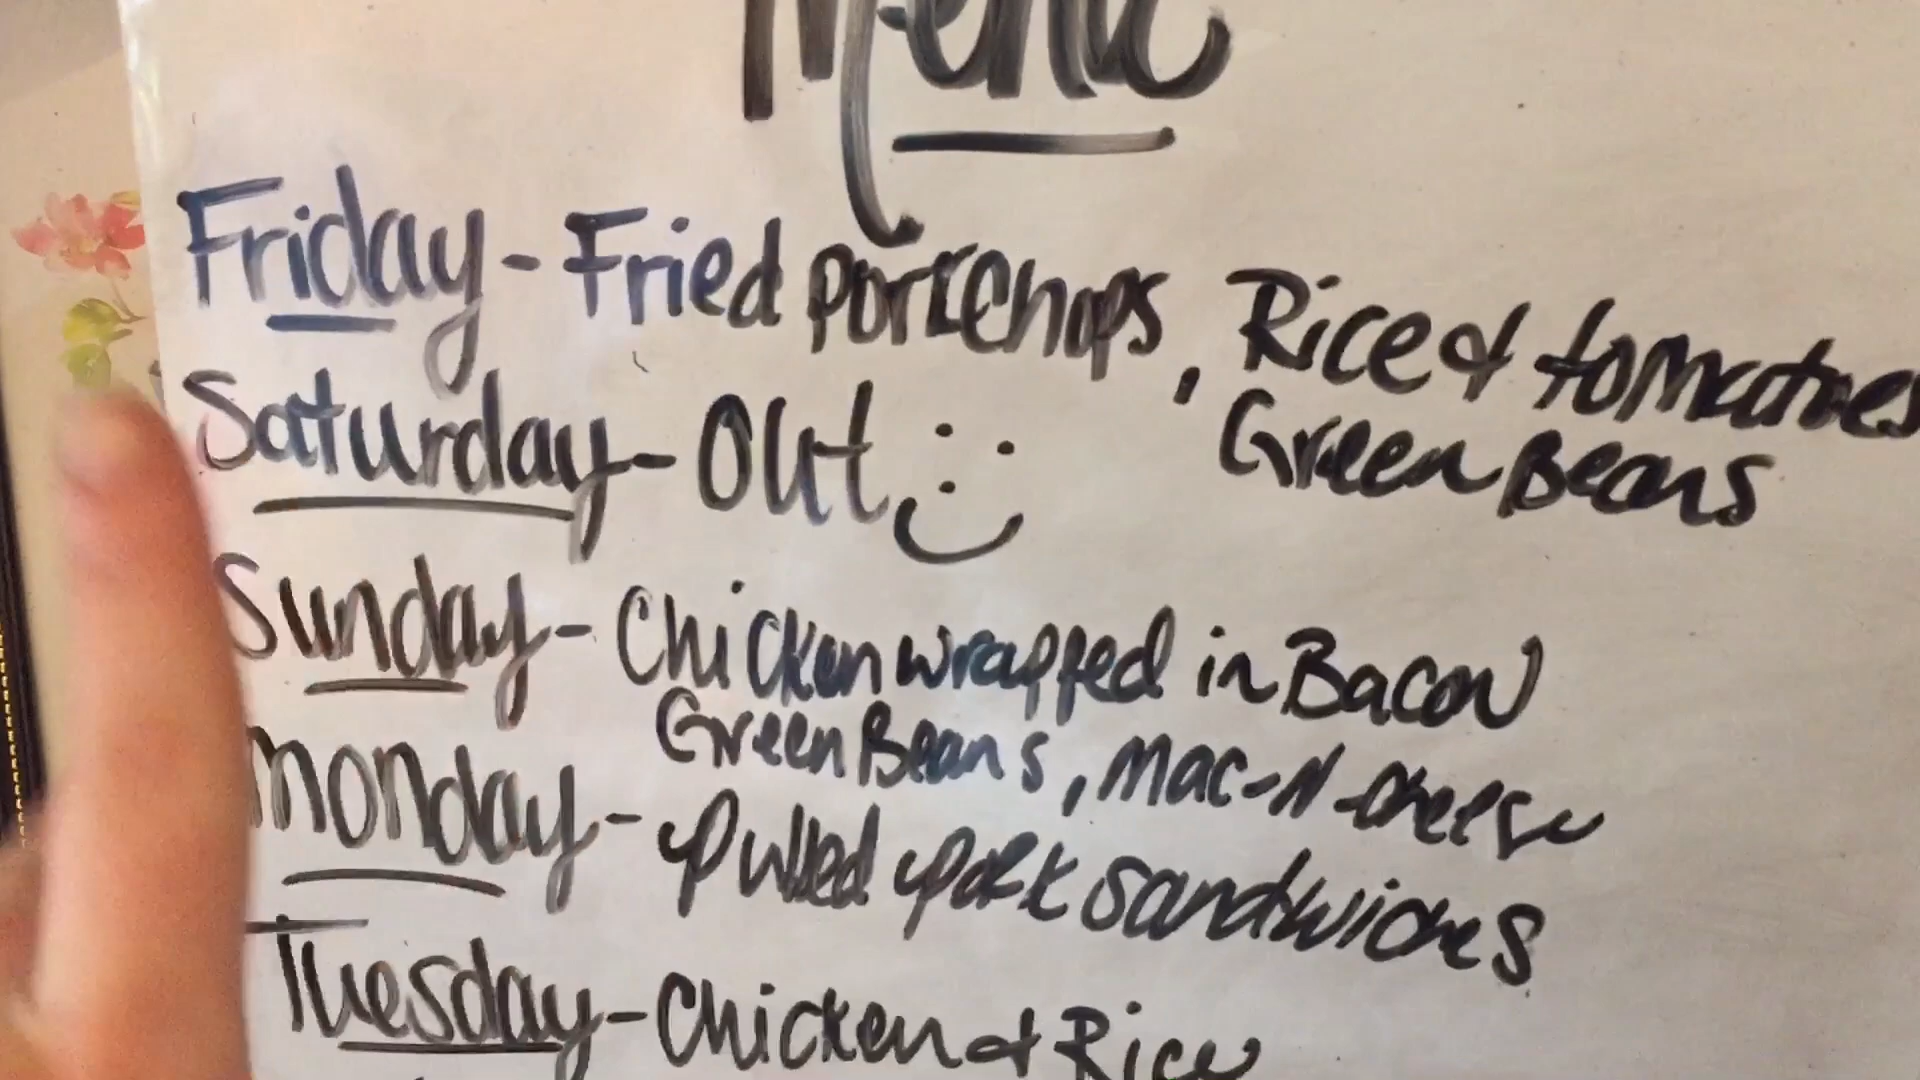 Menu
Friday - Fried porkchops, Rice & tomatoes
Green Beans
Saturday - Out
Sunday - Chicken wrapped in Bacon
Green Beans, Mac-N-Cheese
Monday - Pulled pork sandwiches
Tuesday - Chicken & Rice